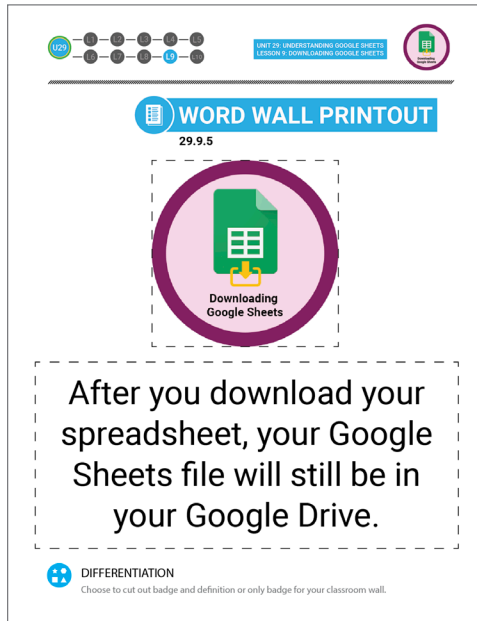 U29
L1 L2 L3 L4 L5
L6 L7 L8 L9 L10
UNIT 29: UNDERSTANDING GOOGLE SHEETS
LESSON 9: DOWNLOADING GOOGLE SHEETS
Downloading
Google Sheets
WORD WALL PRINTOUT
29.9.5
Downloading
Google Sheets
After you download your
spreadsheet, your Google
Sheets file will still be in
your Google Drive.
DIFFERENTIATION
Choose to cut out badge and definition or only badge for your classroom wall.